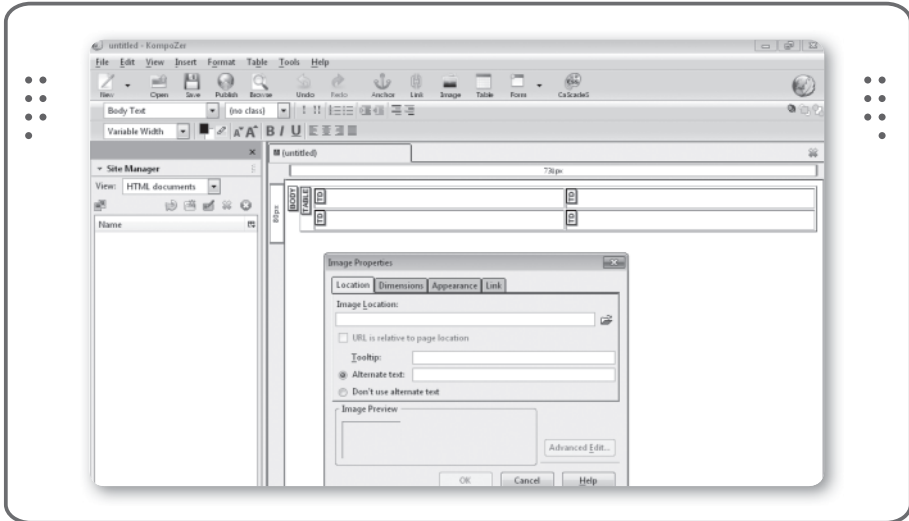 untitled - KompoZer
File Edit View Insert Format Table Tools Help
New Open Save Publish Browse Undo Redo Anchor Link Image Table Form CaScadeS
Body Text (no class)
Variable Width A A B I U
(untitled)
Site Manager
View: HTML documents
Name
736px
80px
BODY TABLE TD TD
TD TD
Image Properties
Location Dimensions Appearance Link
Image Location:
URL is relative to page location
Tooltip:
Alternate text:
Don't use alternate text
Image Preview
Advanced Edit...
OK Cancel Help